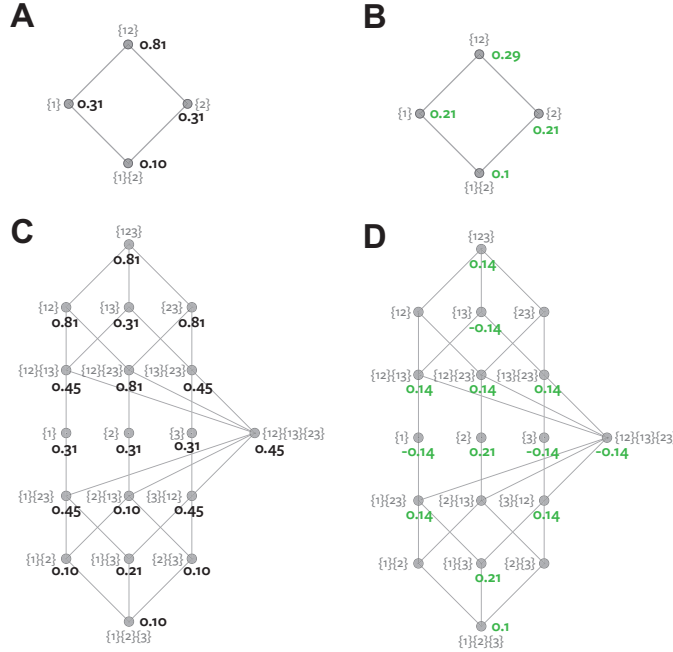 A
{12}
0.81
{1} 0.31
{2}
0.31
0.10
{1}{2}
B
{12}
0.29
{1} 0.21
{2}
0.21
0.1
{1}{2}
C
{123}
0.81
{12} {13} {23}
0.81 0.31 0.81
{12}{13} {12}{23} {13}{23}
0.45 0.81 0.45
{1} {2} {3} {12}{13}{23}
0.31 0.31 0.31 0.45
{1}{23} {2}{13} {3}{12}
0.45 0.10 0.45
{1}{2} {1}{3} {2}{3}
0.10 0.21 0.10
0.10
{1}{2}{3}
D
{123}
0.14
{12} {13} {23}
-0.14
{12}{13} {12}{23} {13}{23}
0.14 0.14 0.14
{1} {2} {3} {12}{13}{23}
-0.14 0.21 -0.14 -0.14
{1}{23} {2}{13} {3}{12}
0.14 0.14
{1}{2} {1}{3} {2}{3}
0.21
0.1
{1}{2}{3}